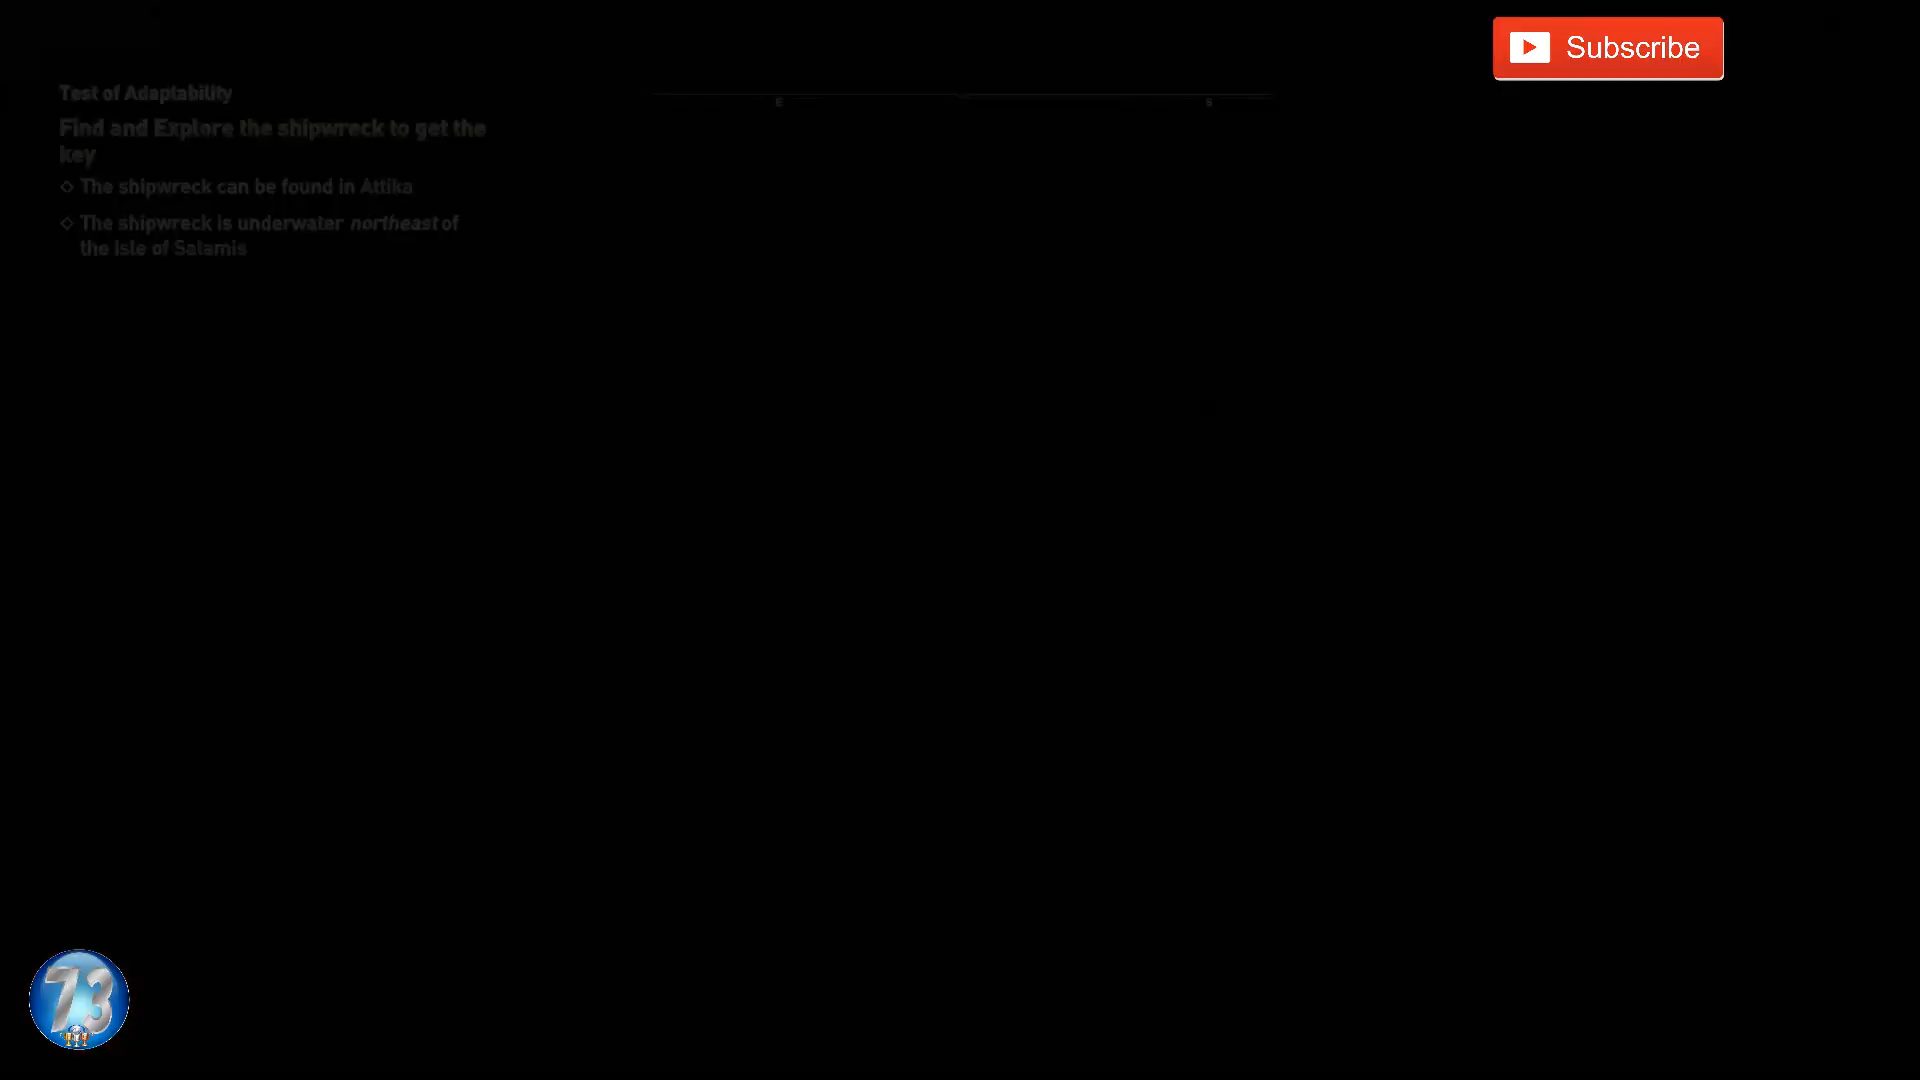 Subscribe
Test of Adaptability
E
S
Find and Explore the shipwreck to get the
key
The shipwreck can be found in Attika
The shipwreck is underwater northeast of
the Isle of Salamis
73